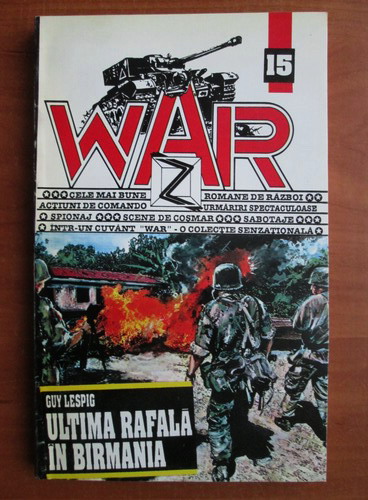 15
WAR
Z
✪✪✪ CELE MAI BUNE ROMANE DE RĂZBOI ✪✪
ACȚIUNI DE COMANDO URMĂRIRI SPECTACULOASE
✪ SPIONAJ ✪✪✪ SCENE DE COȘMAR ✪✪✪ SABOTAJE ✪✪✪
✪ ÎNTR-UN CUVÂNT "WAR" - O COLECȚIE SENZAȚIONALĂ ✪
GUY LESPIG
ULTIMA RAFALĂ
ÎN BIRMANIA